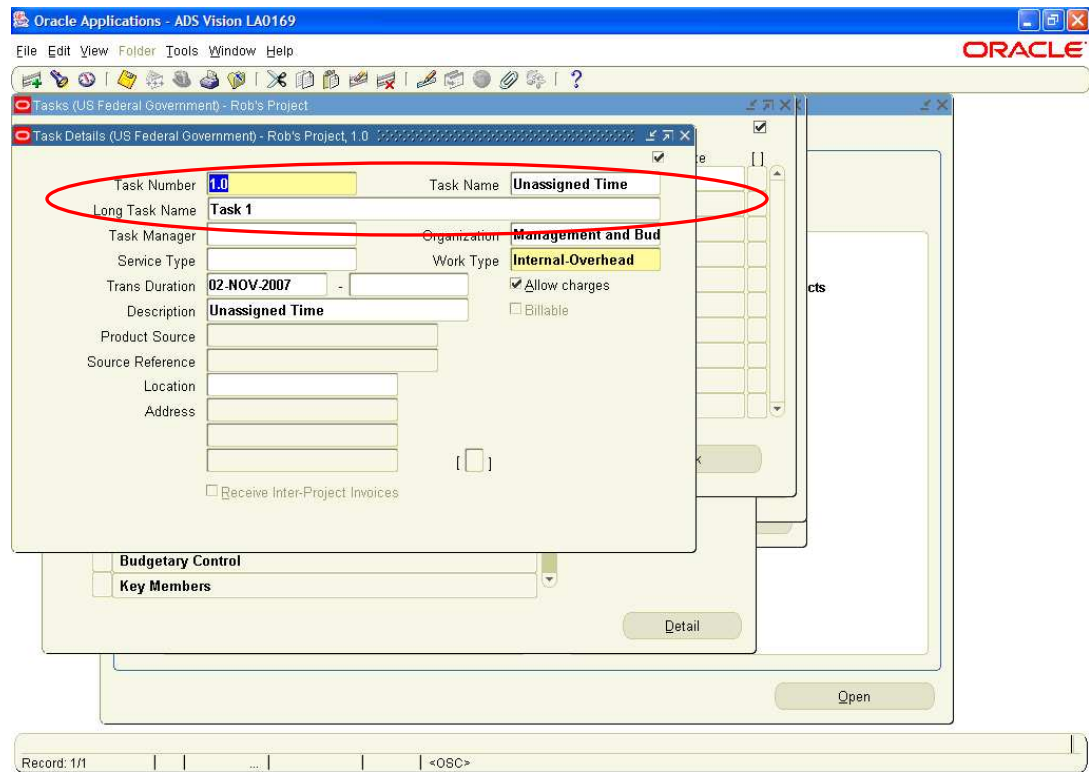 Oracle Applications - ADS Vision LA0169
File Edit View Folder Tools Window Help
ORACLE
Tasks (US Federal Government) - Rob's Project
Task Details (US Federal Government) - Rob's Project, 1.0
[ ]
Task Number 1.0 Task Name Unassigned Time
Long Task Name Task 1
Task Manager Organization Management and Bud
Service Type Work Type Internal-Overhead
Trans Duration 02-NOV-2007 - Allow charges
cts
Description Unassigned Time Billable
Product Source
Source Reference
Location
Address
[ ]
Receive Inter-Project Invoices
Budgetary Control
Key Members
Detail
Open
Record: 1/1 ... <OSC>